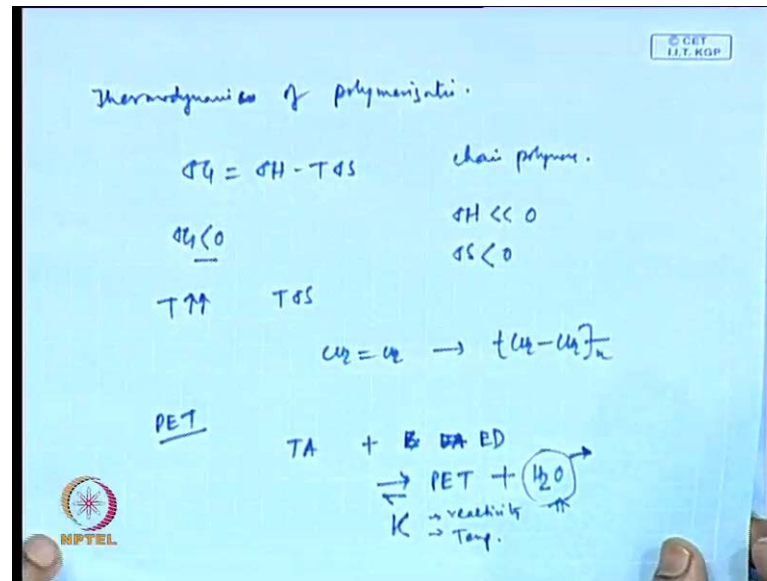 © CET
I.I.T. KGP
Thermodynamics of polymerizatio.
ΔG = ΔH - TΔS chain polymer.
ΔH << 0
ΔG < 0
ΔS < 0
T ↑↑ TΔS
CH2 = CH2 → [CH2 - CH2]n
PET
TA + ED
⇌ PET + H2O →
K → reactivity
→ Temp.
NPTEL